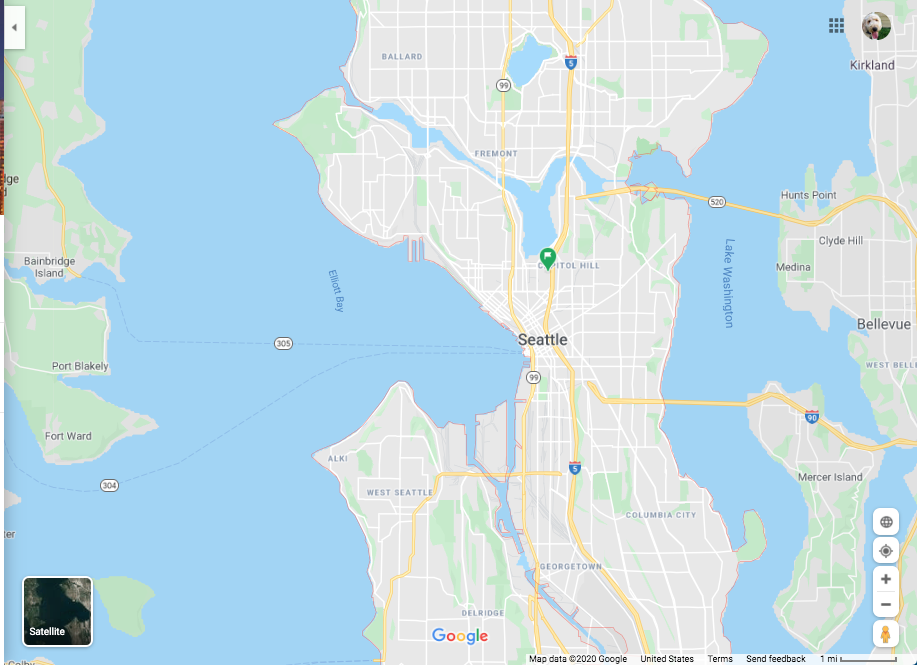 BALLARD
5
Kirkland
99
FREMONT
520
Hunts Point
Clyde Hill
Bainbridge
Island
CAPITOL HILL
Medina
Elliott Bay
Lake Washington
Bellevue
305
Seattle
Port Blakely
WEST BELLE
99
90
Fort Ward
ALKI
5
Mercer Island
304
WEST SEATTLE
COLUMBIA CITY
GEORGETOWN
DELRIDGE
Satellite
Google
Map data ©2020 Google United States Terms Send feedback 1 mi
Colby